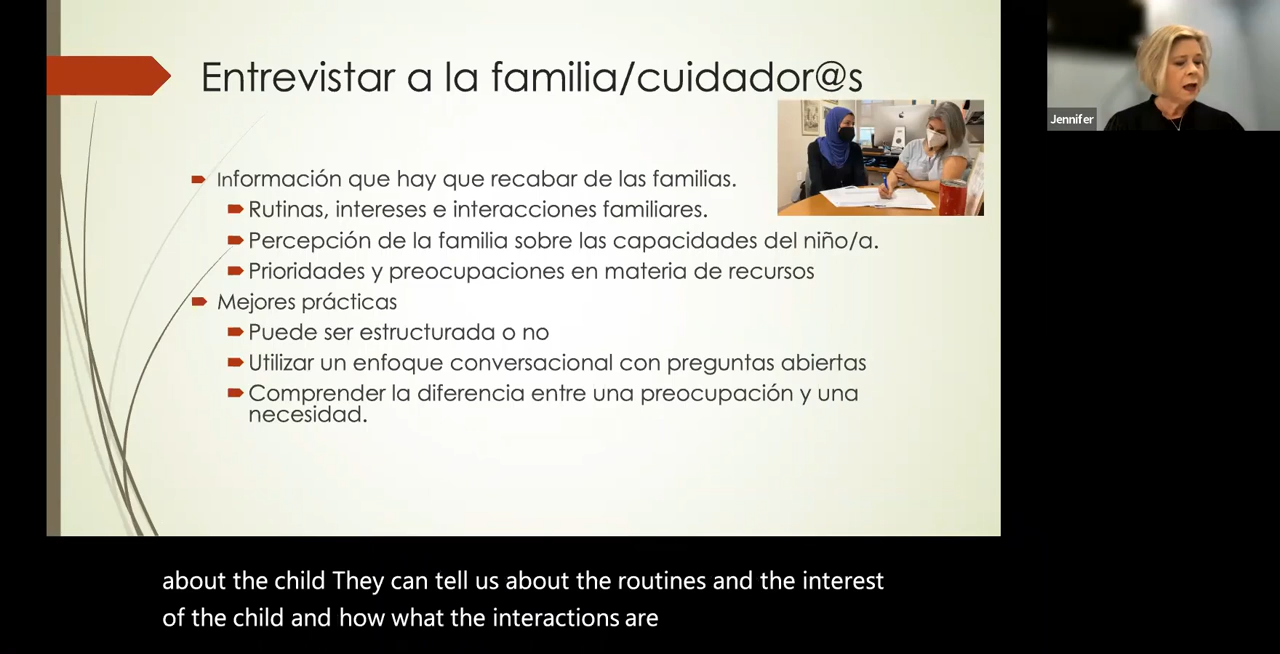 Entrevistar a la familia/cuidador@s
Jennifer
Información que hay que recabar de las familias.
Rutinas, intereses e interacciones familiares.
Percepción de la familia sobre las capacidades del niño/a.
Prioridades y preocupaciones en materia de recursos
Mejores prácticas
Puede ser estructurada o no
Utilizar un enfoque conversacional con preguntas abiertas
Comprender la diferencia entre una preocupación y una
necesidad.
about the child They can tell us about the routines and the interest
of the child and how what the interactions are